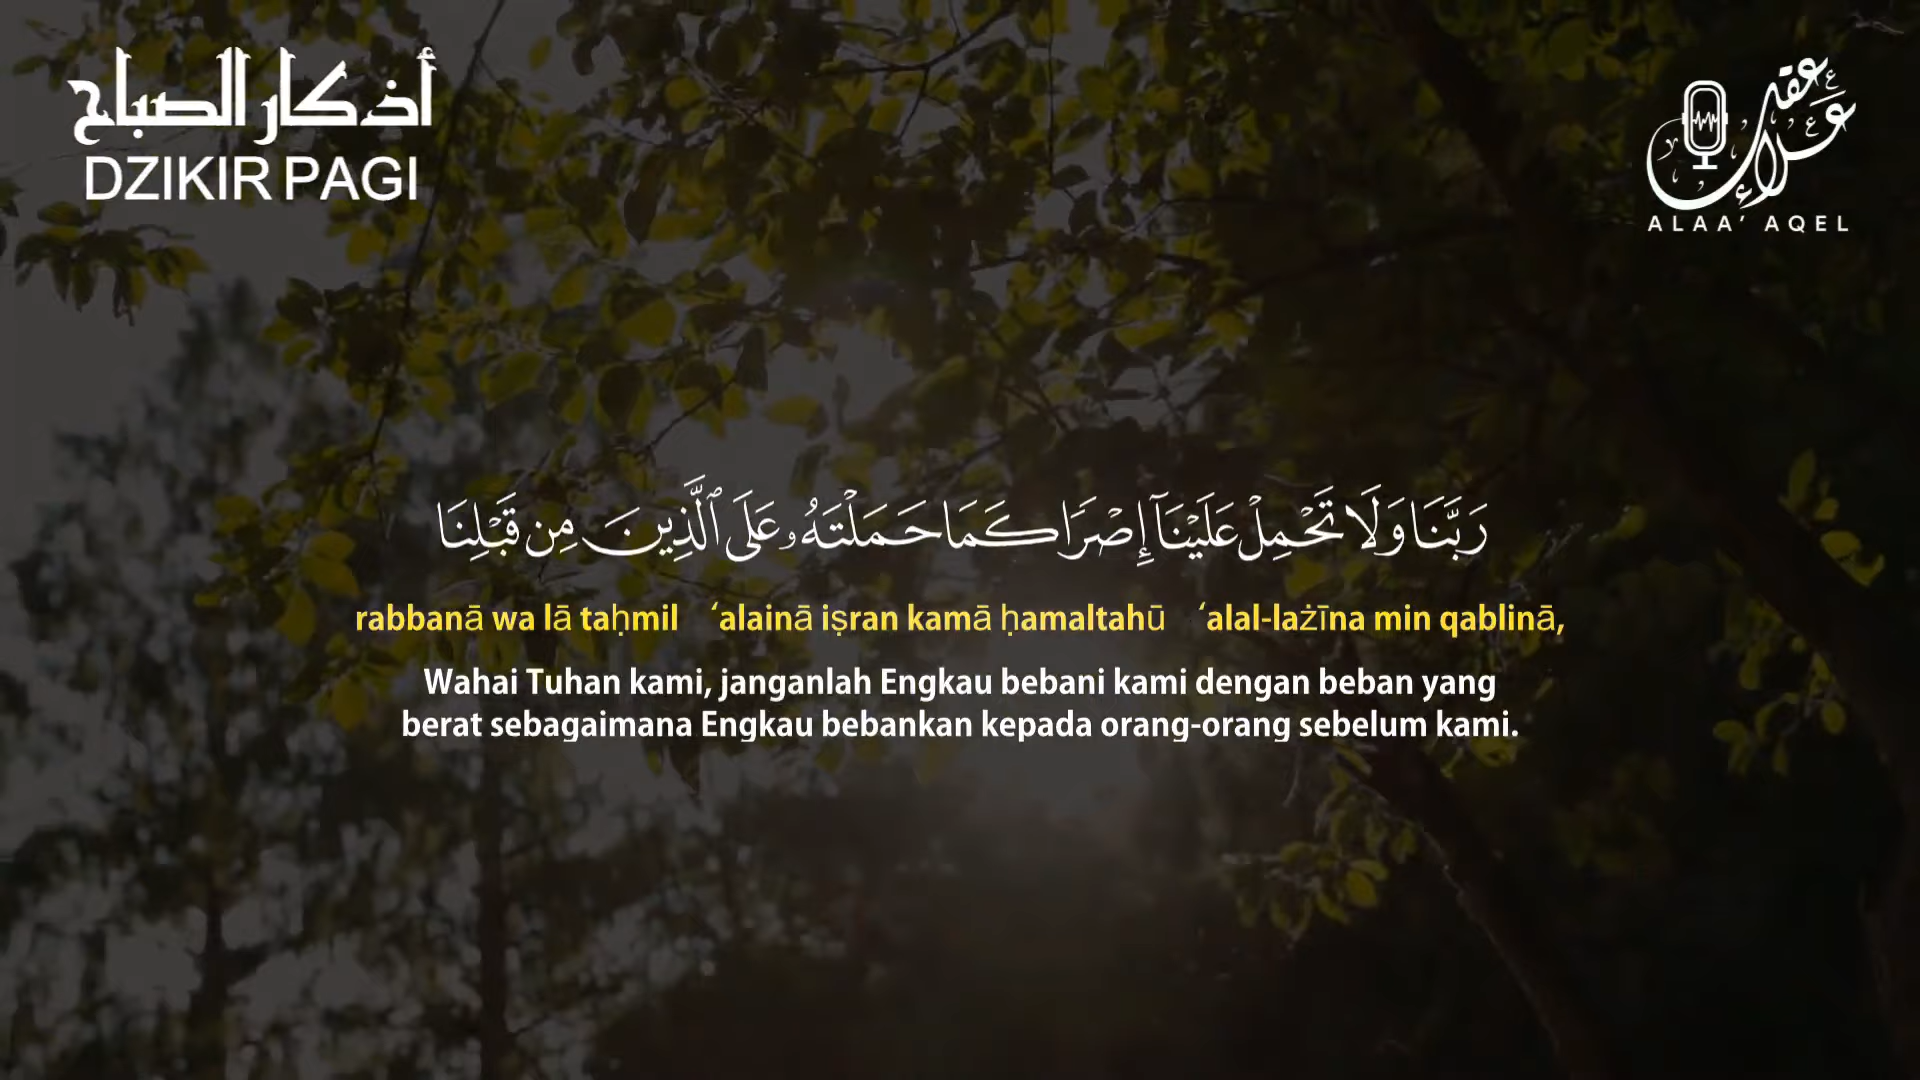 أذكار الصباح
DZIKIR PAGI
علاء عقل
ALAA' AQEL
رَبَّنَا وَلَا تَحْمِلْ عَلَيْنَآ إِصْرًا كَمَا حَمَلْتَهُۥ عَلَى ٱلَّذِينَ مِن قَبْلِنَا
rabbanā wa lā taḥmil ‘alainā iṣran kamā ḥamaltahū ‘alal-lażīna min qablinā,
Wahai Tuhan kami, janganlah Engkau bebani kami dengan beban yang
berat sebagaimana Engkau bebankan kepada orang-orang sebelum kami.